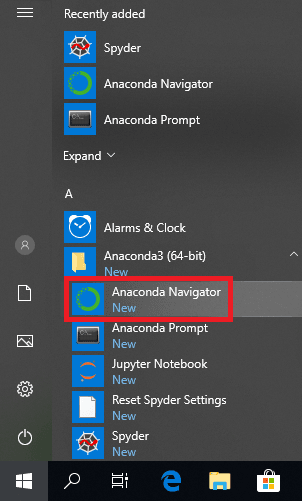 Recently added
Spyder
Anaconda Navigator
Anaconda Prompt
Expand
A
Alarms & Clock
Anaconda3 (64-bit)
New
Anaconda Navigator
New
Anaconda Prompt
New
Jupyter Notebook
New
Reset Spyder Settings
New
Spyder
New